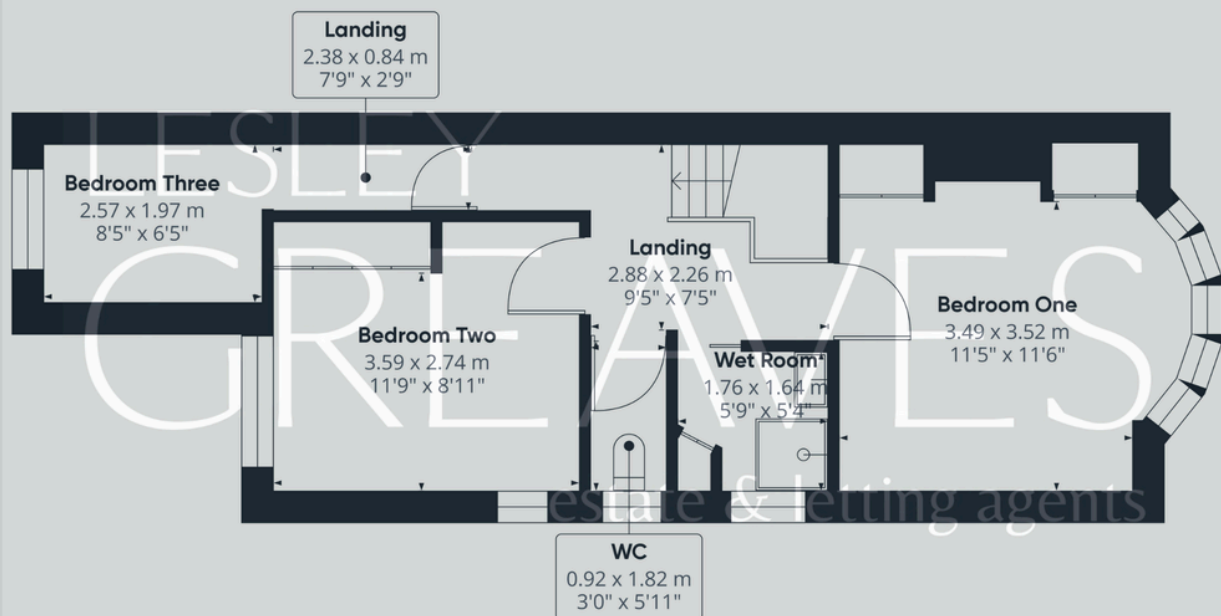 Landing
2.38 x 0.84 m
7'9" x 2'9"
LESLEY
Bedroom Three
2.57 x 1.97 m
8'5" x 6'5"
Landing
2.88 x 2.26 m
9'5" x 7'5"
GREAVES
Bedroom One
3.49 x 3.52 m
11'5" x 11'6"
Bedroom Two
3.59 x 2.74 m
11'9" x 8'11"
Wet Room
1.76 x 1.64 m
5'9" x 5'4"
estate & letting agents
WC
0.92 x 1.82 m
3'0" x 5'11"